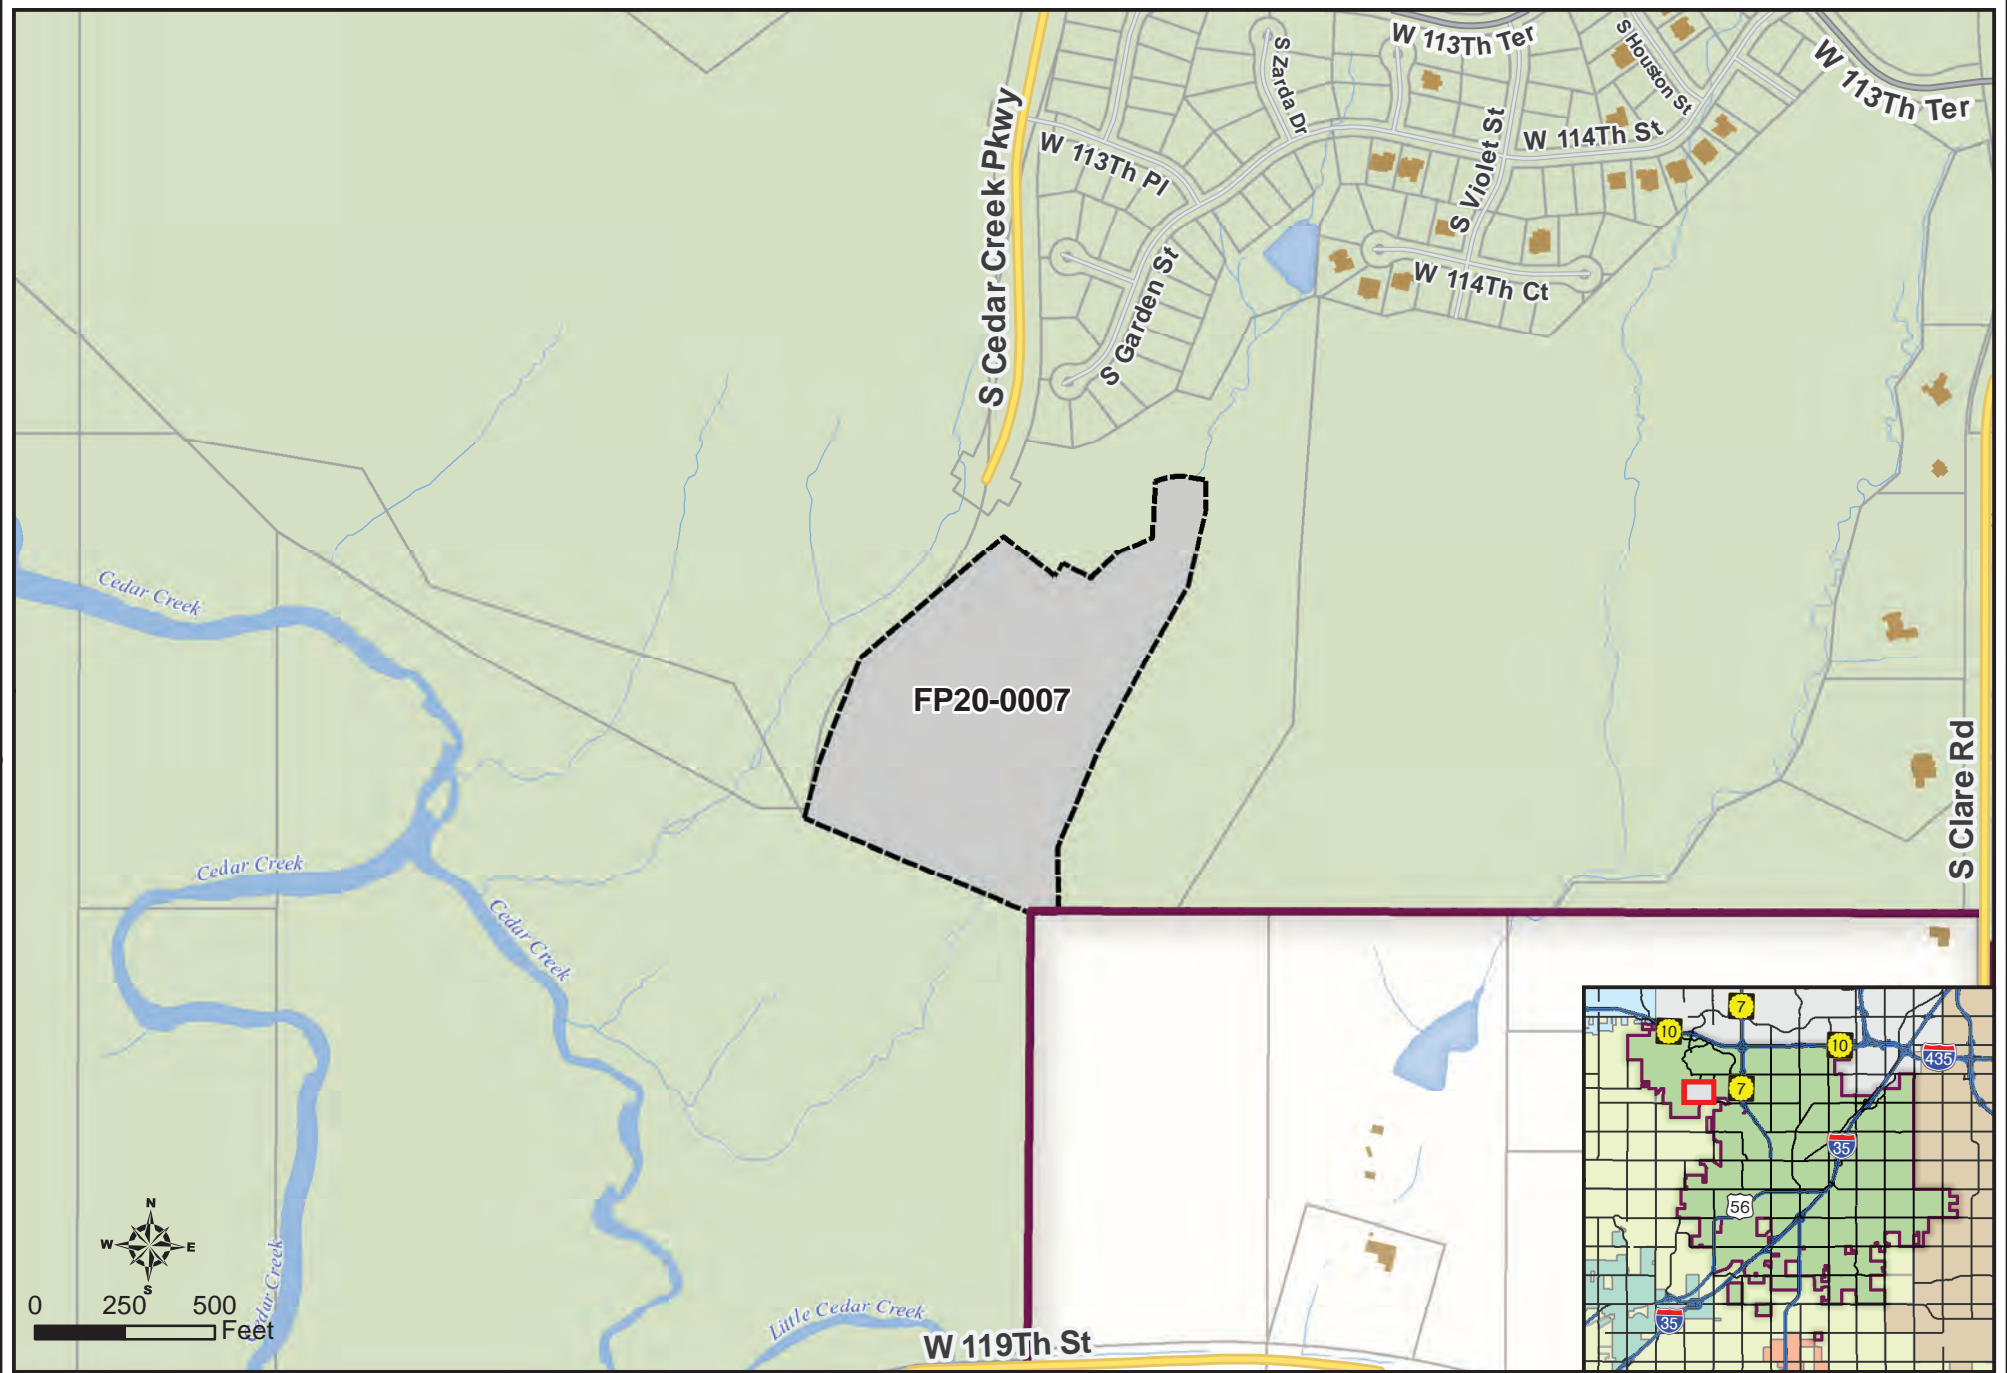 W 113Th Ter
S Zarda Dr
S Houston St
W 113Th Ter
S Cedar Creek Pkwy
W 113Th Pl
S Violet St
W 114Th St
S Garden St
W 114Th Ct
Cedar Creek
FP20-0007
S Clare Rd
Cedar Creek
Cedar Creek
Cedar Creek
Little Cedar Creek
W 119Th St
N
W E
S
0 250 500
Feet
7
10
10
435
7
35
56
35